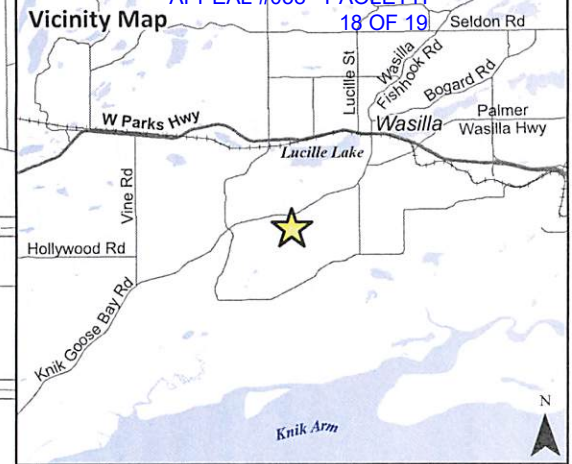 18 OF 19
Vicinity Map
Seldon Rd
Lucille St
Wasilla
Fishhook Rd
Bogard Rd
W Parks Hwy
Wasilla
Palmer
Wasilla Hwy
Lucille Lake
Vine Rd
Hollywood Rd
Knik Goose Bay Rd
Knik Arm
N